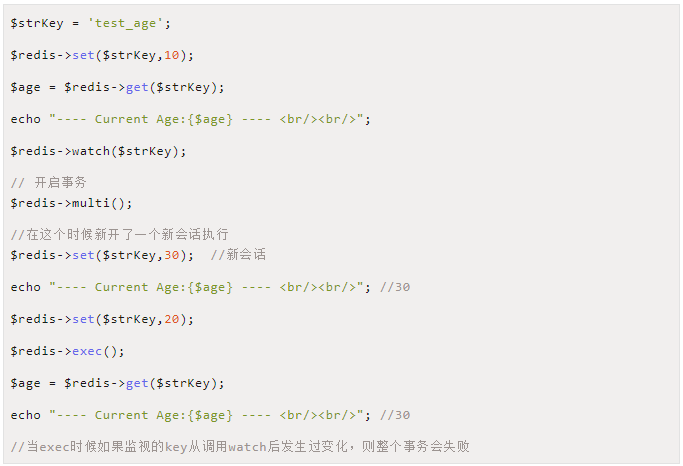 $strKey = 'test_age';
$redis->set($strKey,10);
$age = $redis->get($strKey);
echo "---- Current Age:{$age} ---- <br/><br/>";
$redis->watch($strKey);
// 开启事务
$redis->multi();
//在这个时候新开了一个新会话执行
$redis->set($strKey,30);  //新会话
echo "---- Current Age:{$age} ---- <br/><br/>"; //30
$redis->set($strKey,20);
$redis->exec();
$age = $redis->get($strKey);
echo "---- Current Age:{$age} ---- <br/><br/>"; //30
//当exec时候如果监视的key从调用watch后发生过变化，则整个事务会失败